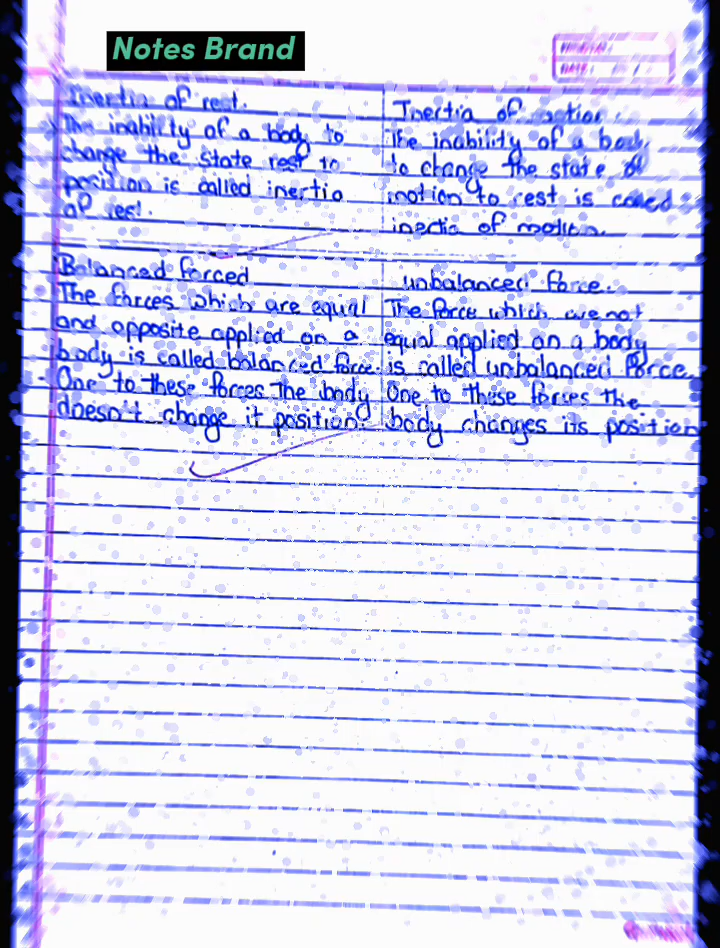 Notes Brand
Inertia of rest.
The inability of a body to
change the state rest to
position is called inertia
of rest.
Inertia of motion.
The inability of a body
to change the state of
motion to rest is called
inertia of motion.
Balanced forced
The forces which are equal
and opposite applied on a
body is called balanced force.
One to these forces The body
doesn't change it position.
unbalanced force.
The force which are not
equal applied on a body
is called unbalanced force.
One to these forces the
body changes its position